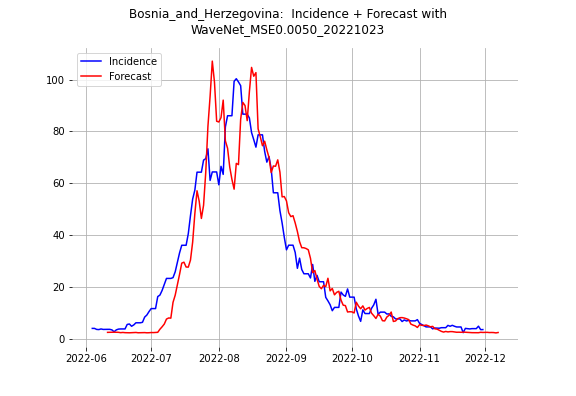 Bosnia_and_Herzegovina:  Incidence + Forecast with
WaveNet_MSE0.0050_20221023
Incidence
Forecast
100
80
60
40
20
0
2022-06 2022-07 2022-08 2022-09 2022-10 2022-11 2022-12